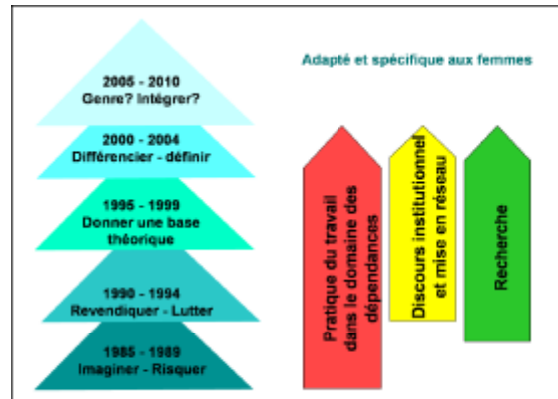 2005 - 2010
Genre? Intégrer?
2000 - 2004
Différencier - définir
1995 - 1999
Donner une base
théorique
1990 - 1994
Revendiquer - Lutter
1985 - 1989
Imaginer - Risquer
Adapté et spécifique aux femmes
Pratique du travail
dans le domaine des
dépendances
Discours institutionnel
et mise en réseau
Recherche